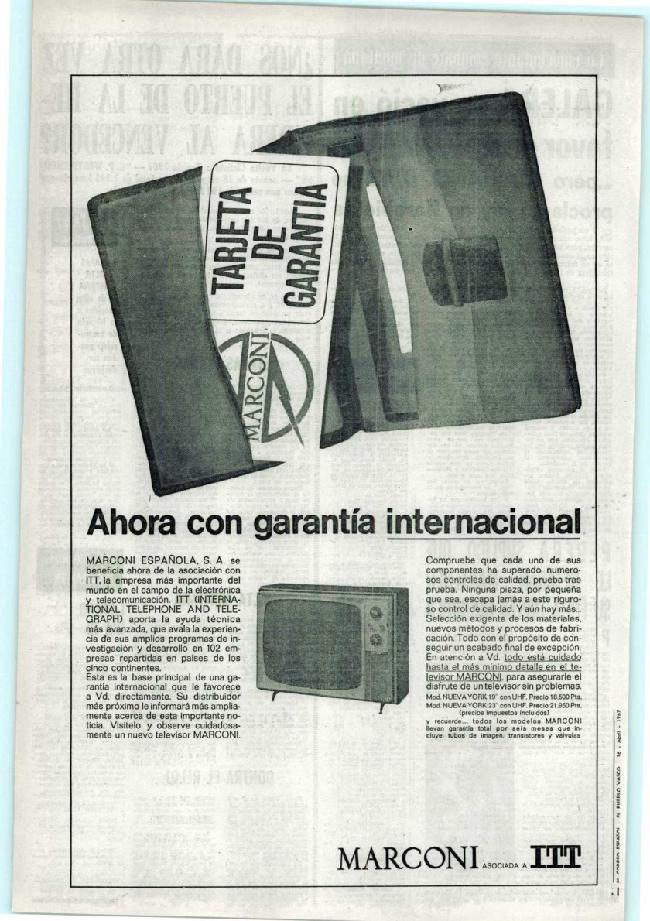 TARJETA
DE
GARANTIA
MARCONI
Ahora con garantía internacional
MARCONI ESPAÑOLA, S. A. se
beneficia ahora de la asociación con
ITT, la empresa más importante del
mundo en el campo de la electrónica
y telecomunicación. ITT (INTERNA-
TIONAL TELEPHONE AND TELE-
GRAPH) aporta la ayuda técnica
más avanzada, que avala la experien-
cia de sus amplios programas de in-
vestigación y desarrollo en 102 em-
presas repartidas en países de los
cinco continentes.
Esta es la base principal de una ga-
rantía internacional que le favorece
a Vd. directamente. Su distribuidor
más próximo le informará más amplia-
mente acerca de esta importante no-
ticia. Visítelo y observe cuidadosa-
mente un nuevo televisor MARCONI.
Compruebe que cada uno de sus
componentes ha superado numero-
sos controles de calidad, prueba tras
prueba. Ninguna pieza, por pequeña
que sea, escapa jamás a este riguro-
so control de calidad. Y aún hay más...
Selección exigente de los materiales,
nuevos métodos y procesos de fabri-
cación. Todo con el propósito de con-
seguir un acabado final de excepción.
En atención a Vd. todo está cuidado
hasta el más mínimo detalle en el te-
levisor MARCONI, para asegurarle el
disfrute de un televisor sin problemas.
Mod. NUEVA YORK 19" con UHF. Precio 18.500 Pts.
Mod. NUEVA YORK 23" con UHF. Precio 21.950 Pts.
(precios impuestos incluidos)
y recuerde... todos los modelos MARCONI
llevan garantía total por seis meses que in-
cluye: tubos de imagen, transistores y válvulas.
MARCONI ASOCIADA A ITT
EL PUEBLO VASCO
Abril - 1967